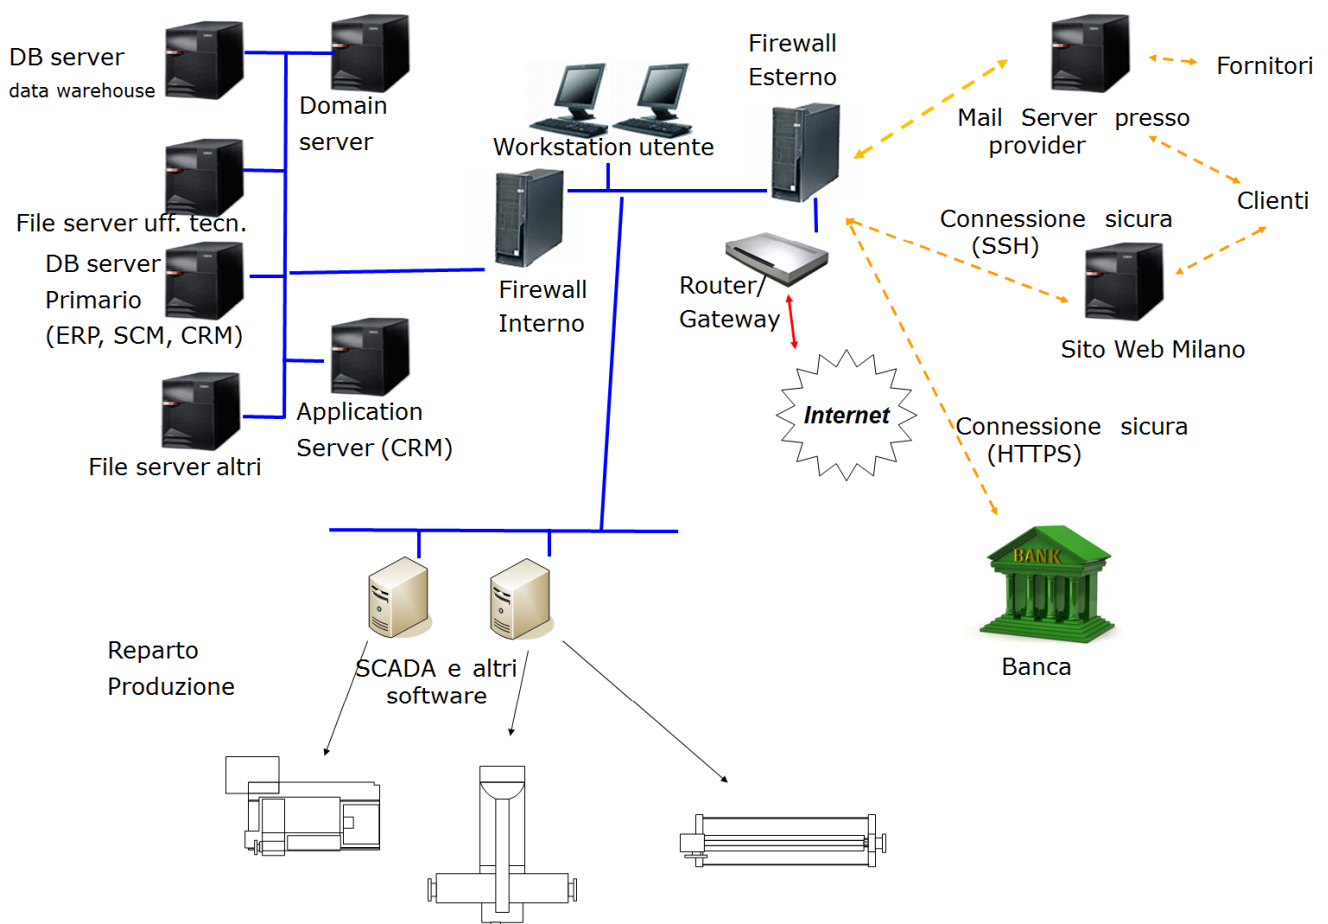 DB server
data warehouse
Domain
server
File server uff. tecn.
DB server
Primario
(ERP, SCM, CRM)
Application
Server (CRM)
File server altri
Workstation utente
Firewall
Interno
Firewall
Esterno
Router/
Gateway
Internet
Mail Server presso
provider
Fornitori
Clienti
Connessione sicura
(SSH)
Sito Web Milano
Connessione sicura
(HTTPS)
BANK
Banca
Reparto
Produzione
SCADA e altri
software